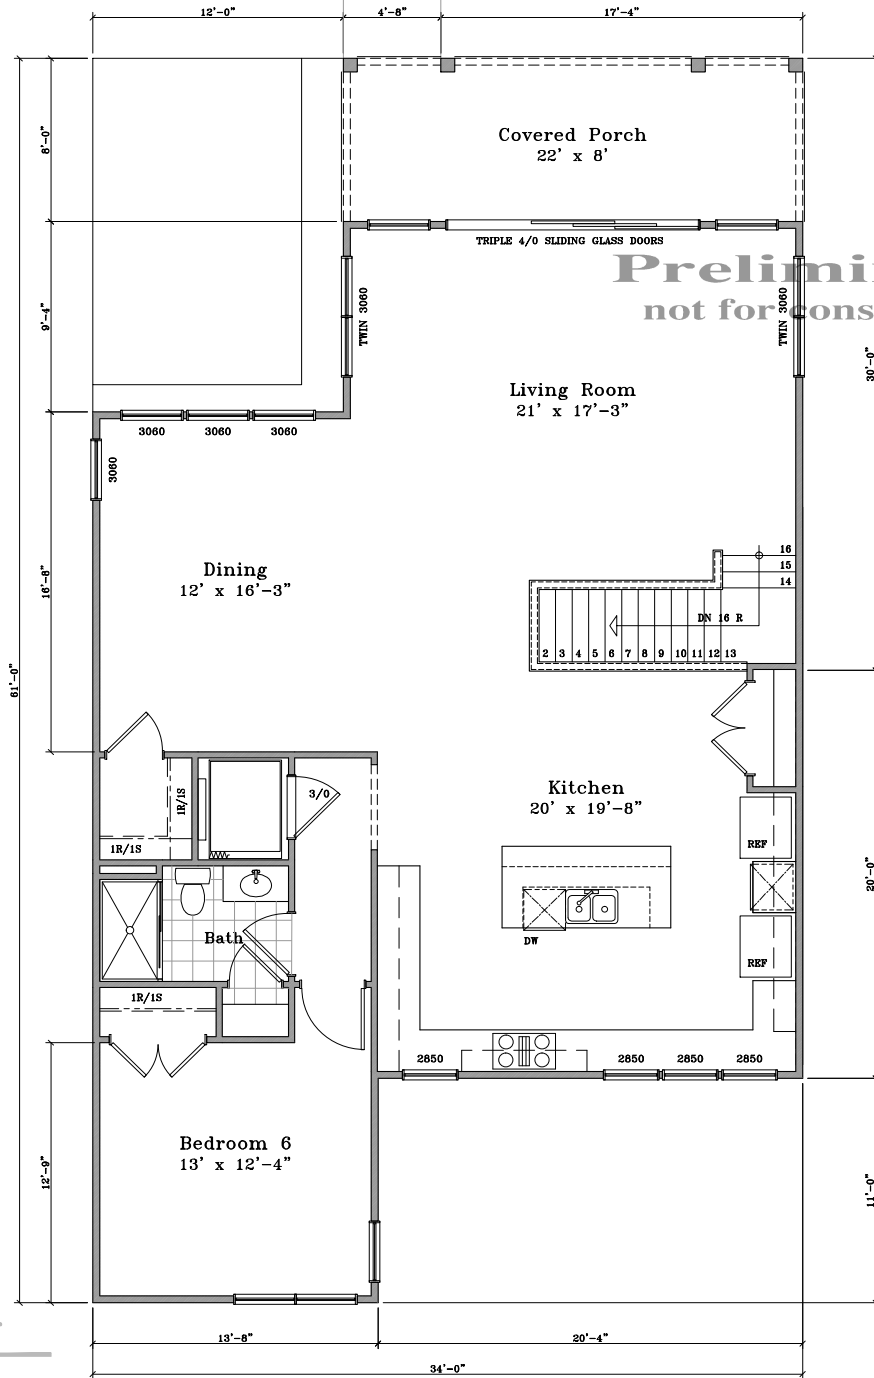 12'-0"
4'-8"
17'-4"
8'-0"
Covered Porch
22' x 8'
TRIPLE 4/0 SLIDING GLASS DOORS
Prelimi
not for cons
9'-4"
TWIN 3060
TWIN 3060
30'-0"
Living Room
21' x 17'-3"
3060
3060
3060
3060
16'-8"
Dining
12' x 16'-3"
16
15
14
DN 16 R
2 3 4 5 6 7 8 9 10 11 12 13
61'-0"
Kitchen
20' x 19'-8"
3/0
1R/1S
1R/1S
REF
20'-0"
DW
Bath
REF
1R/1S
2850
2850
2850
2850
Bedroom 6
13' x 12'-4"
12'-9"
11'-0"
13'-8"
20'-4"
34'-0"